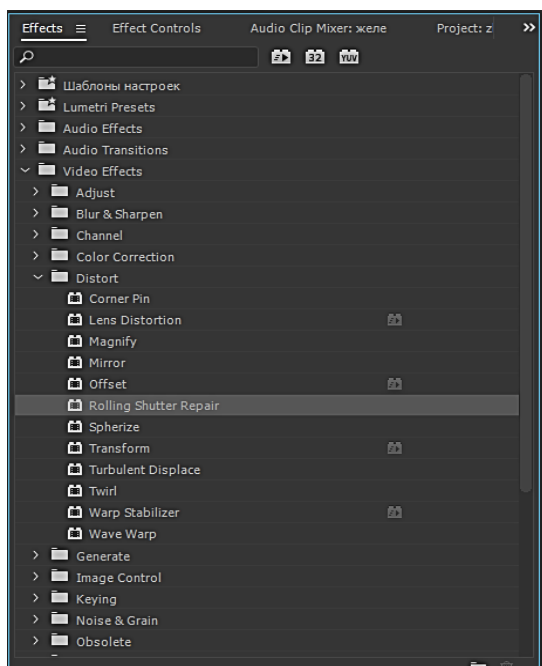 Effects Effect Controls Audio Clip Mixer: желе Project: z
32 YUV
Шаблоны настроек
Lumetri Presets
Audio Effects
Audio Transitions
Video Effects
Adjust
Blur & Sharpen
Channel
Color Correction
Distort
Corner Pin
Lens Distortion
Magnify
Mirror
Offset
Rolling Shutter Repair
Spherize
Transform
Turbulent Displace
Twirl
Warp Stabilizer
Wave Warp
Generate
Image Control
Keying
Noise & Grain
Obsolete